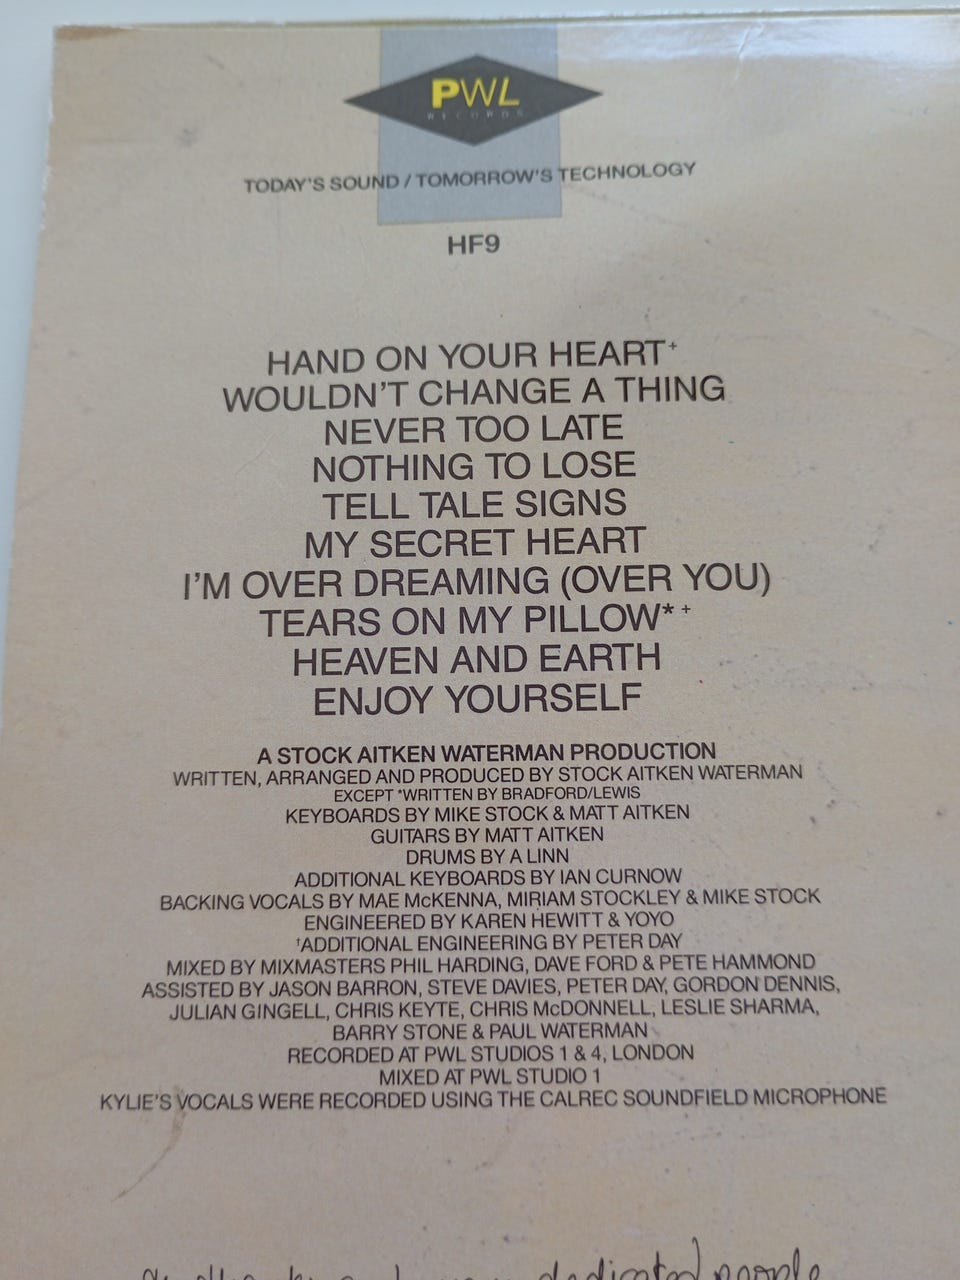 PWL
RECORDS
TODAY'S SOUND / TOMORROW'S TECHNOLOGY
HF9
HAND ON YOUR HEART+
WOULDN'T CHANGE A THING
NEVER TOO LATE
NOTHING TO LOSE
TELL TALE SIGNS
MY SECRET HEART
I'M OVER DREAMING (OVER YOU)
TEARS ON MY PILLOW*+
HEAVEN AND EARTH
ENJOY YOURSELF
A STOCK AITKEN WATERMAN PRODUCTION
WRITTEN, ARRANGED AND PRODUCED BY STOCK AITKEN WATERMAN
EXCEPT *WRITTEN BY BRADFORD/LEWIS
KEYBOARDS BY MIKE STOCK & MATT AITKEN
GUITARS BY MATT AITKEN
DRUMS BY A LINN
ADDITIONAL KEYBOARDS BY IAN CURNOW
BACKING VOCALS BY MAE McKENNA, MIRIAM STOCKLEY & MIKE STOCK
ENGINEERED BY KAREN HEWITT & YOYO
†ADDITIONAL ENGINEERING BY PETER DAY
MIXED BY MIXMASTERS PHIL HARDING, DAVE FORD & PETE HAMMOND
ASSISTED BY JASON BARRON, STEVE DAVIES, PETER DAY, GORDON DENNIS,
JULIAN GINGELL, CHRIS KEYTE, CHRIS McDONNELL, LESLIE SHARMA,
BARRY STONE & PAUL WATERMAN
RECORDED AT PWL STUDIOS 1 & 4, LONDON
MIXED AT PWL STUDIO 1
KYLIE'S VOCALS WERE RECORDED USING THE CALREC SOUNDFIELD MICROPHONE
dedicated people